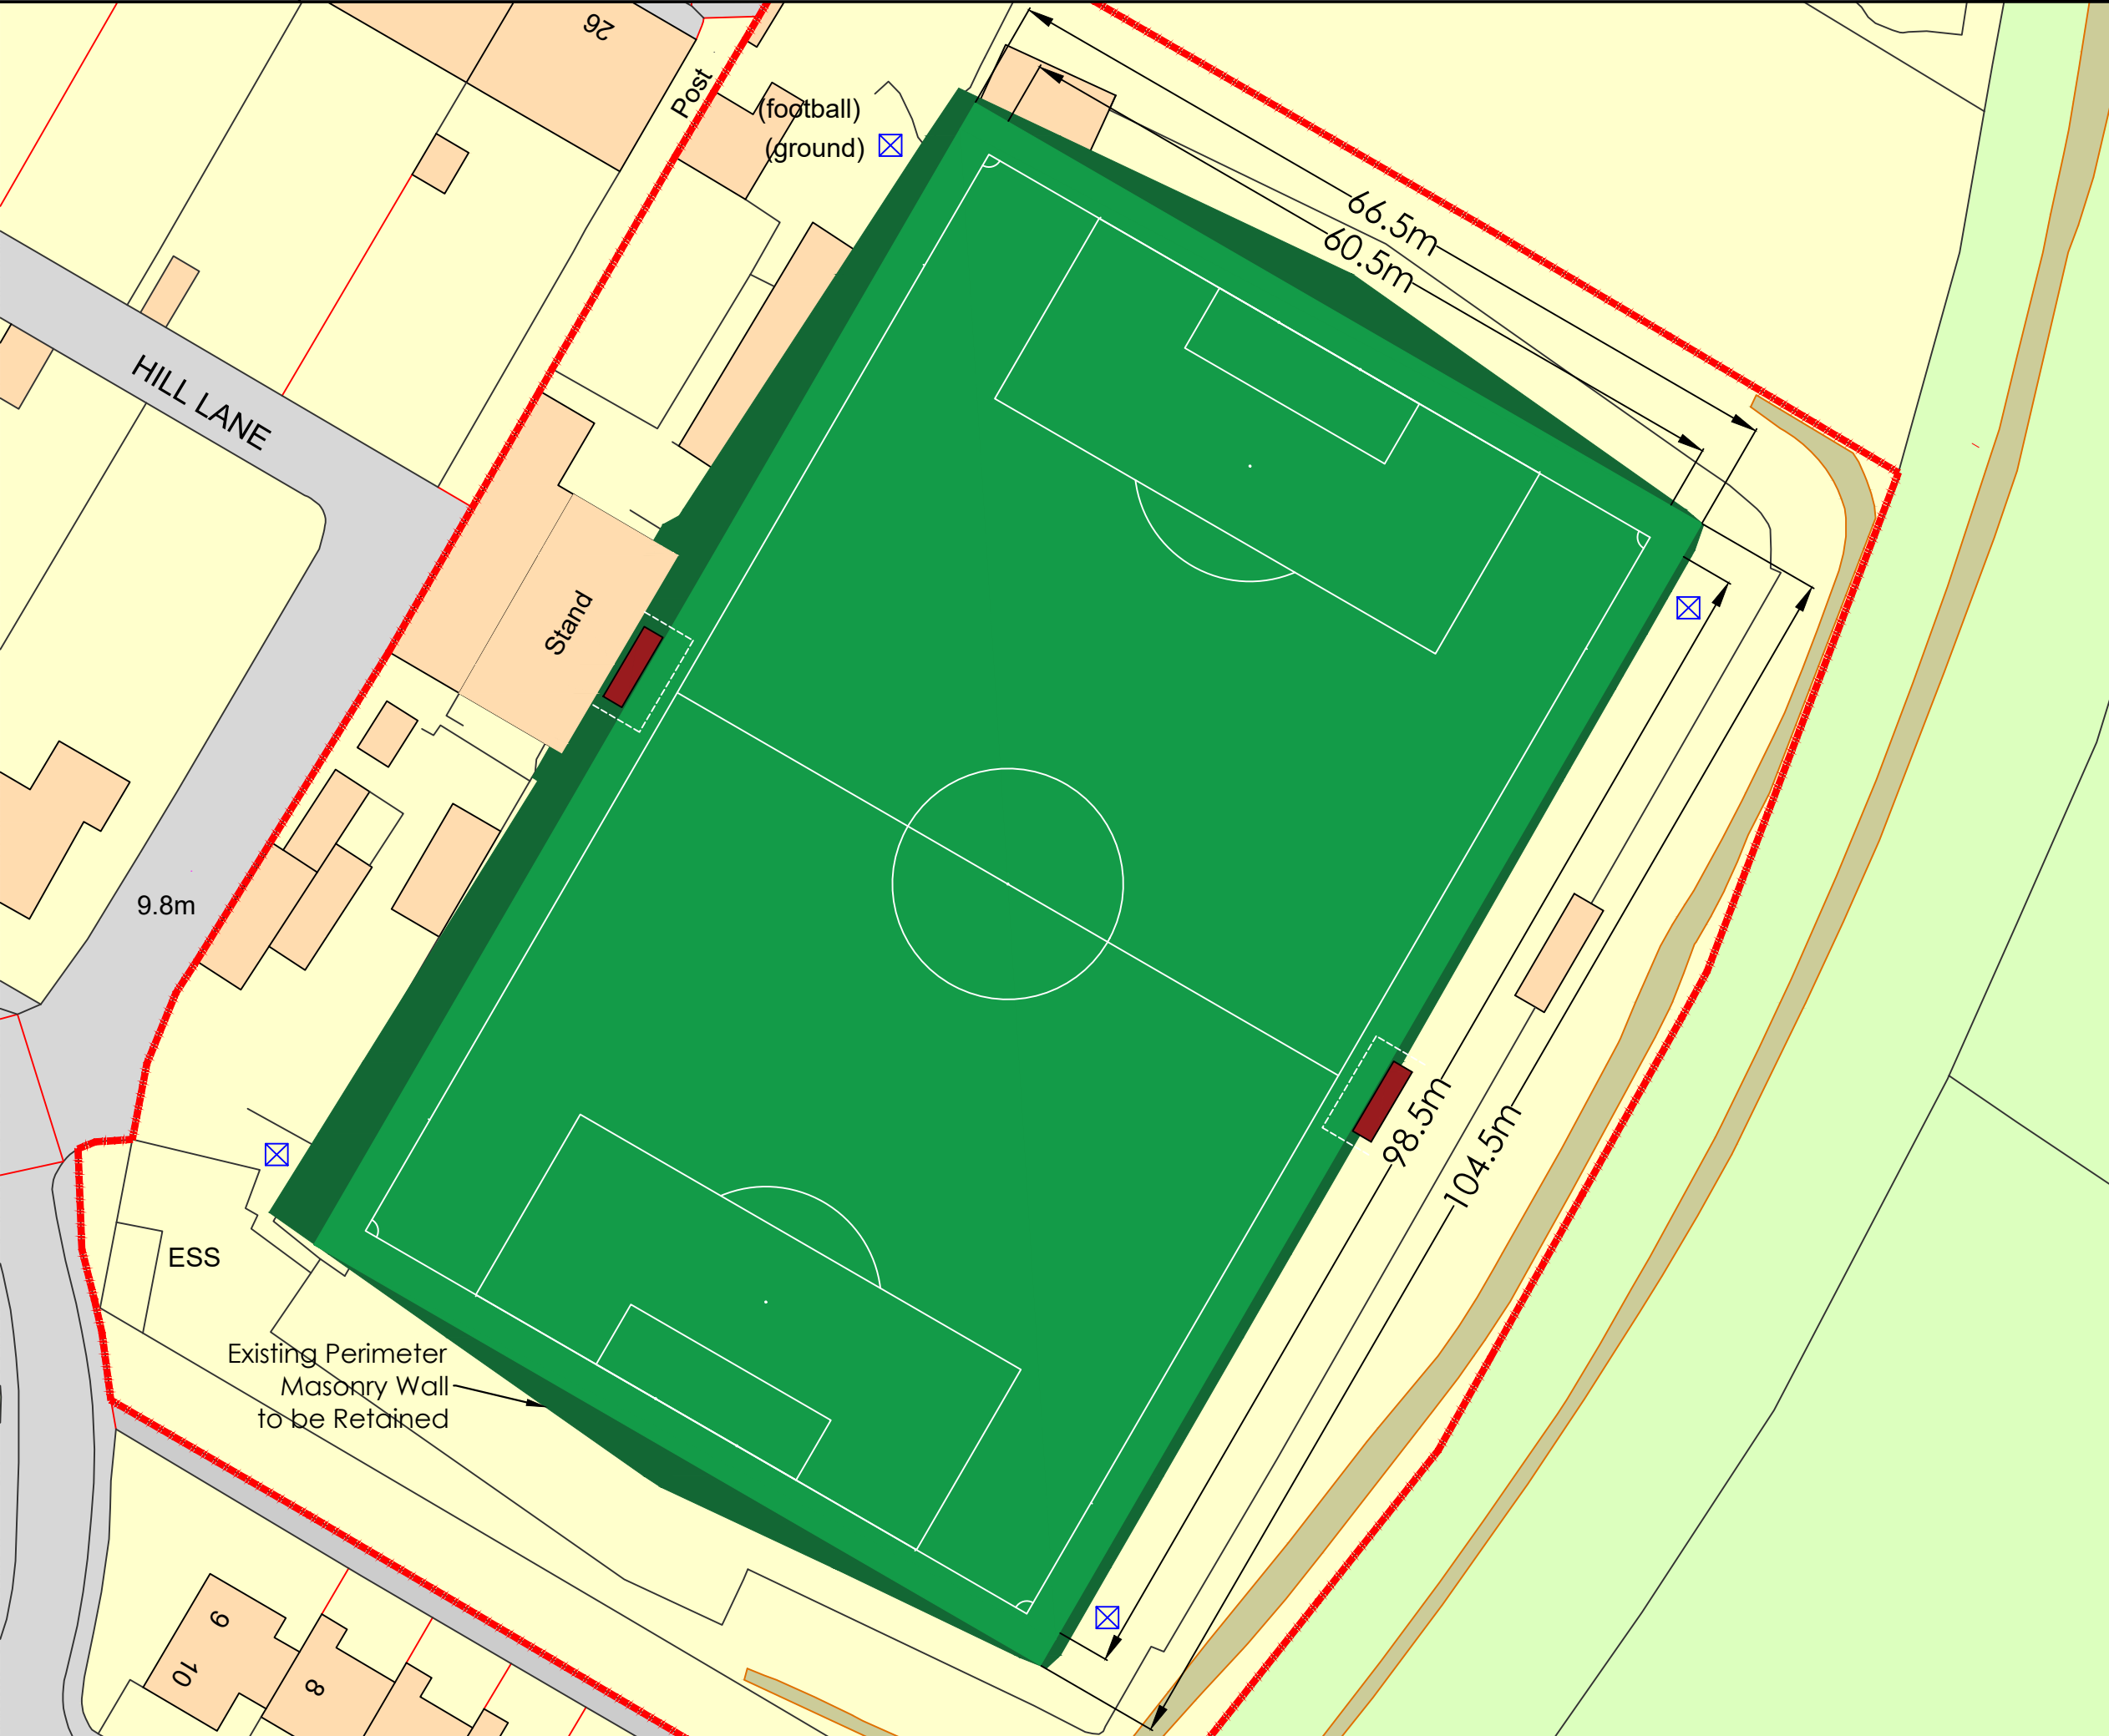 26
Post
(football)
(ground)
66.5m
60.5m
HILL LANE
Stand
9.8m
98.5m
104.5m
ESS
Existing Perimeter
Masonry Wall
to be Retained
9
10
8